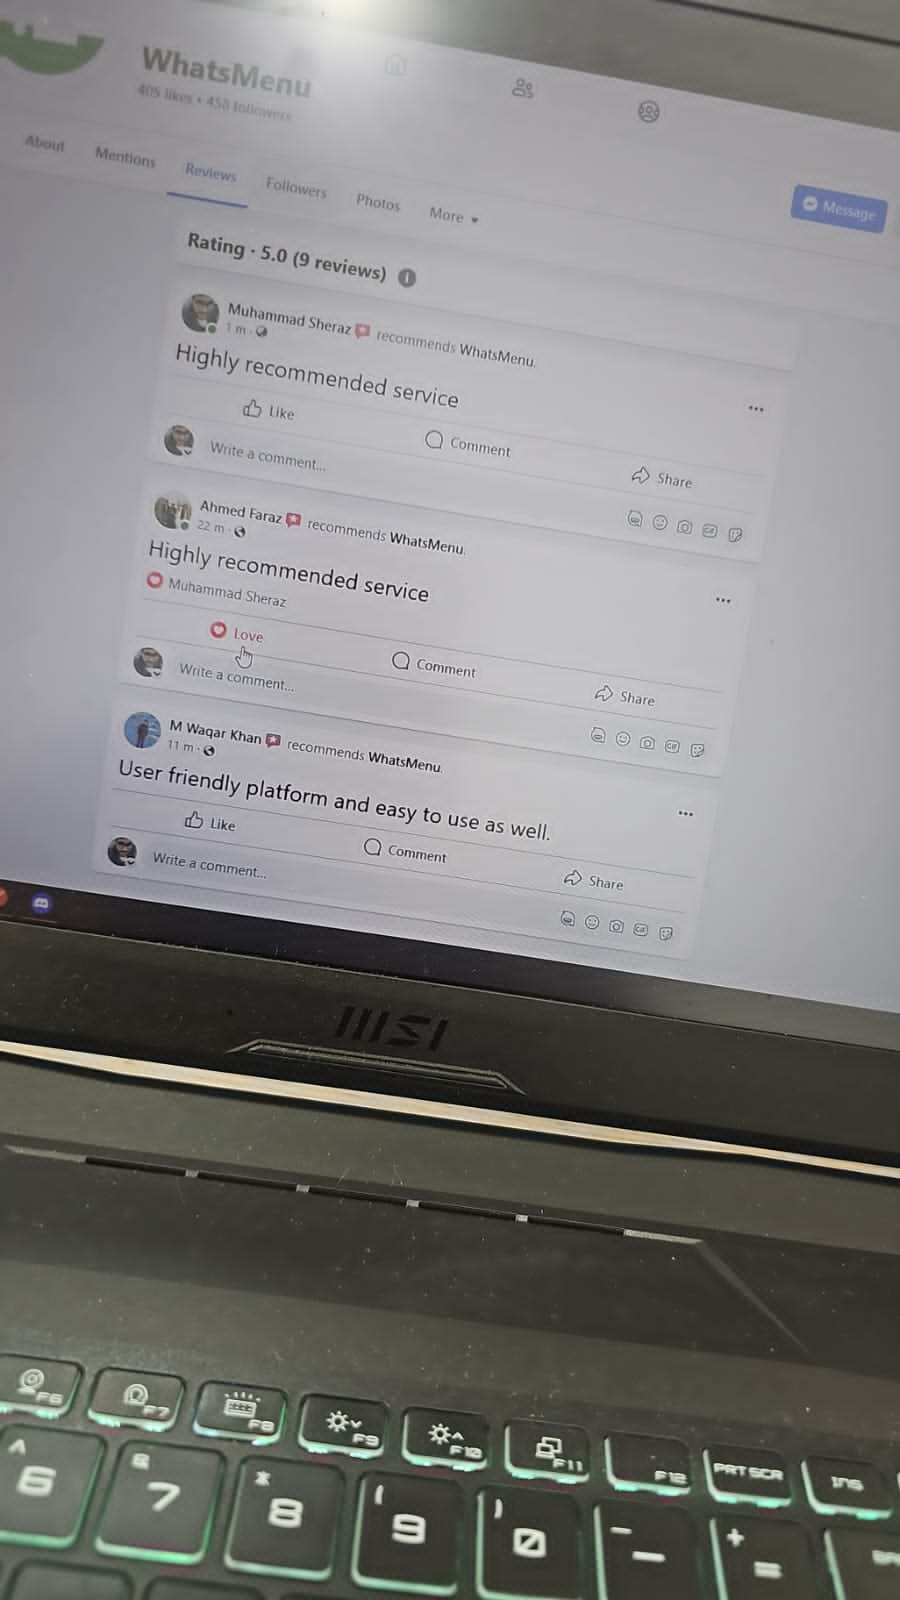 WhatsMenu
405 likes • 458 followers
About Mentions Reviews Followers Photos More
Message
Rating · 5.0 (9 reviews)
Muhammad Sheraz recommends WhatsMenu.
1 m ·
Highly recommended service
Like Comment Share
Write a comment...
Ahmed Faraz recommends WhatsMenu.
22 m ·
Highly recommended service
Muhammad Sheraz
Love Comment Share
Write a comment...
M Waqar Khan recommends WhatsMenu.
11 m ·
User friendly platform and easy to use as well.
Like Comment Share
Write a comment...
msi
F6 F7 F8 F9 F10 F11 F12 PRTSCR INS
^ & * ( ) _ +
6 7 8 9 0 - =